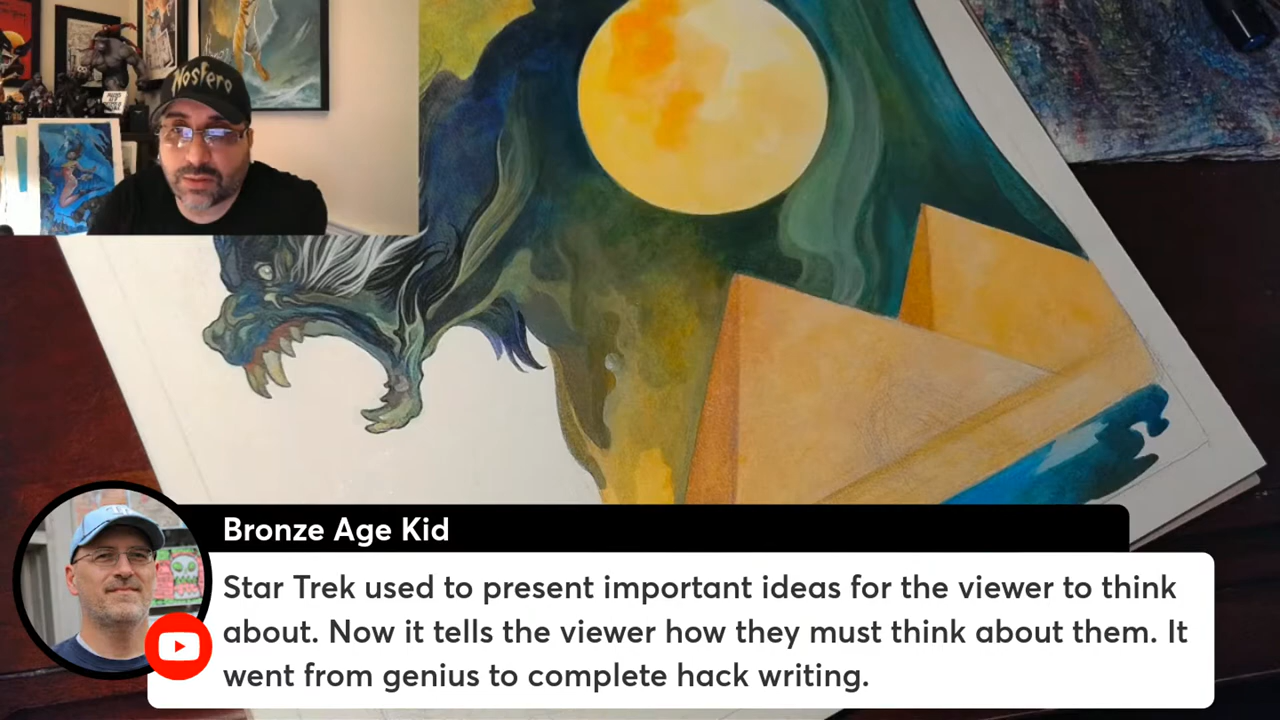 Nosfero
Bronze Age Kid
Star Trek used to present important ideas for the viewer to think
about. Now it tells the viewer how they must think about them. It
went from genius to complete hack writing.